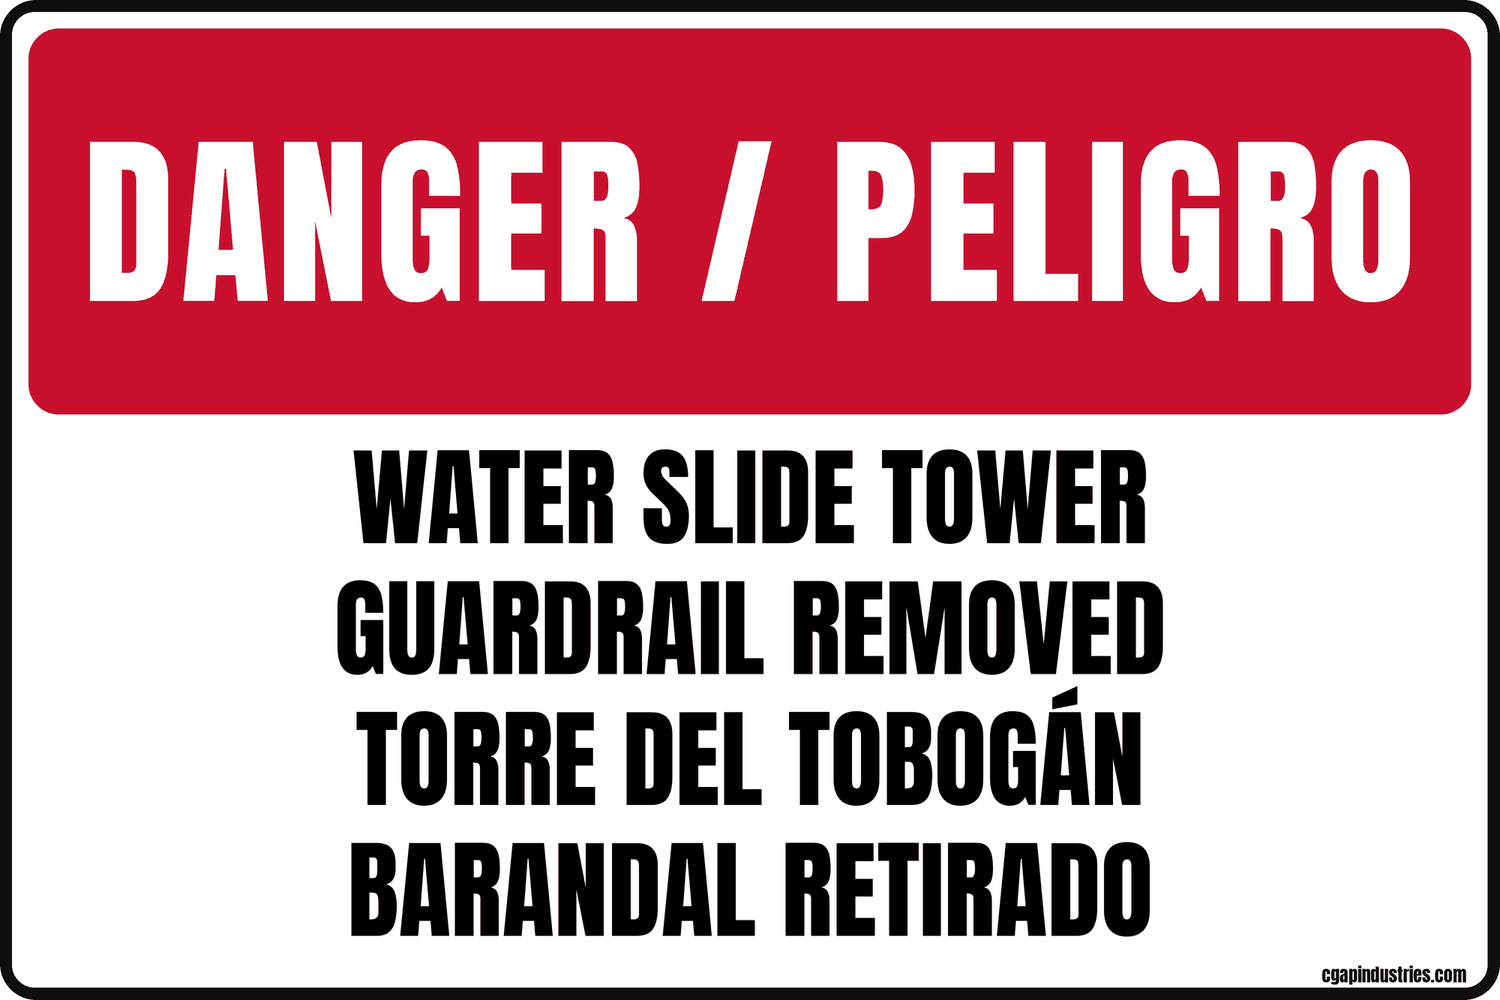 DANGER / PELIGRO
WATER SLIDE TOWER
GUARDRAIL REMOVED
TORRE DEL TOBOGÁN
BARANDAL RETIRADO
cgapindustries.com